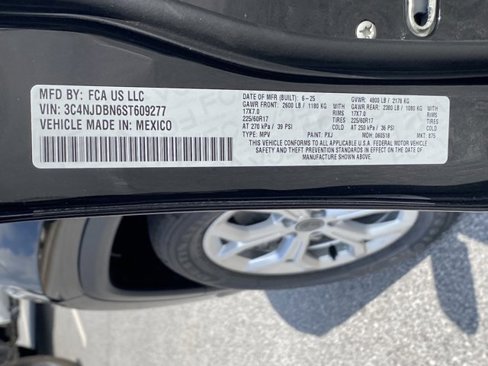 MFD BY: FCA US LLC
VIN: 3C4NJDBN6ST609277
VEHICLE MADE IN: MEXICO
DATE OF MFR (BUILT): 6-25 GVWR: 4800 LB / 2178 KG
GAWR FRONT: 2600 LB / 1180 KG GAWR REAR: 2380 LB / 1080 KG
17X7.0 RIMS 17X7.0 RIMS
225/60R17 TIRES 225/60R17 TIRES
AT 270 kPa / 39 PSI AT 250 kPa / 36 PSI
TYPE: MPV PAINT: PXJ MDH: 060518 MKT: 875
THIS VEHICLE CONFORMS TO ALL APPLICABLE U.S.A. FEDERAL MOTOR VEHICLE
SAFETY AND THEFT PREVENTION STANDARDS IN EFFECT ON THE
DATE OF MANUFACTURE SHOWN ABOVE